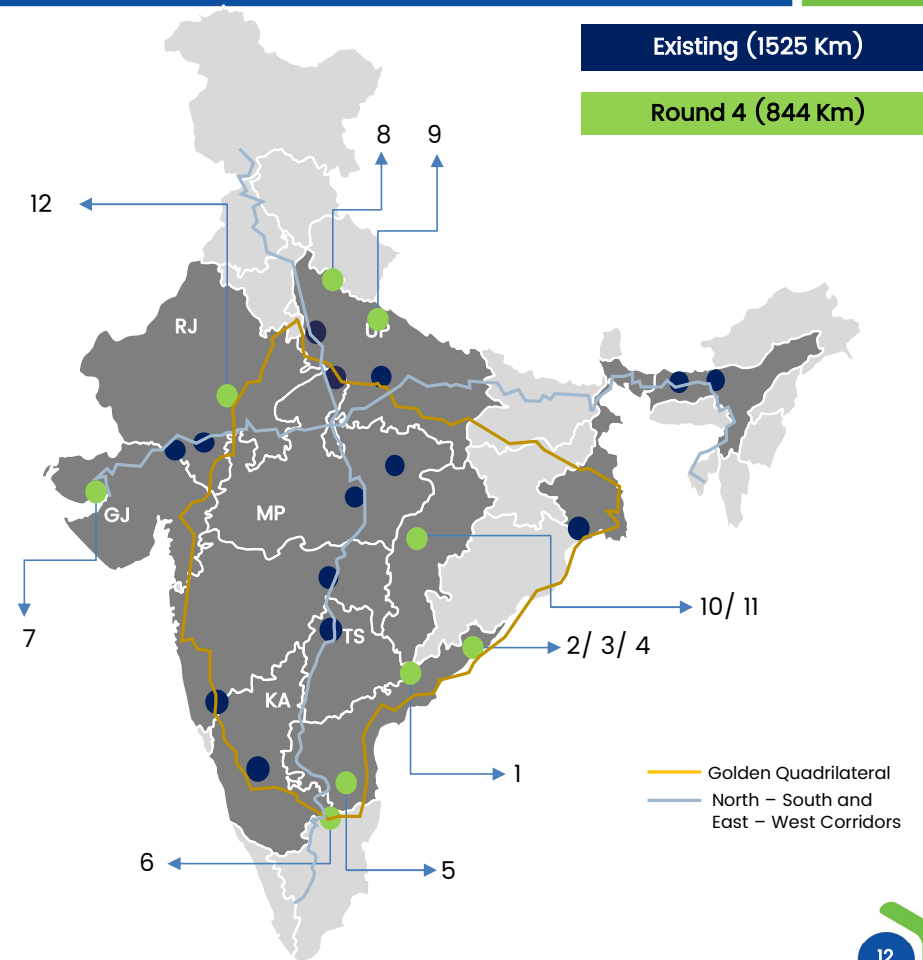 Existing (1525 Km)
Round 4 (844 Km)
8
9
12
RJ
UP
GJ
MP
10/ 11
7
TS
2/ 3/ 4
KA
1
Golden Quadrilateral
North – South and
East – West Corridors
6
5
12